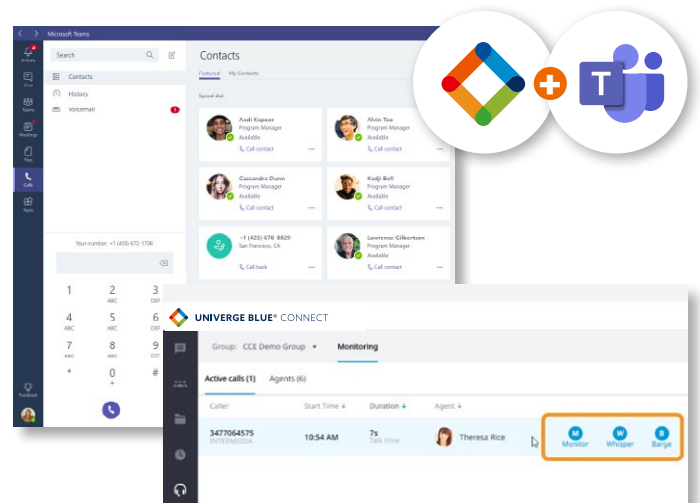 Microsoft Teams
Activity
Chat
Teams
Meetings
Files
Calls
Apps
Feedback
Search
Contacts
History
Voicemail
1
Your number: +1 (435) 672-1706
1
2
ABC
3
DEF
4
ABC
5
ABC
6
7
ABC
8
ABC
9
*
0
+
#
Contacts
Featured My Contacts
Speed dial
Aadi Kapoor
Program Manager
Available
Call contact
Alvin Tao
Program Manager
Available
Call contact
Cassandra Dunn
Program Manager
Available
Call contact
Kadji Bell
Program Manager
Available
Call contact
+1 (425) 678-8829
San Francisco, CA
Call back
Lawrence Gilbertson
Program Manager
Available
Call contact
T
UNIVERGE BLUE® CONNECT
Group: CCE Demo Group Monitoring
Active calls (1) Agents (6)
Caller Start Time Duration Agent
3477064575
INTERMEDIA
10:54 AM
7s
Talk time
Theresa Rice
M
Monitor
W
Whisper
B
Barge